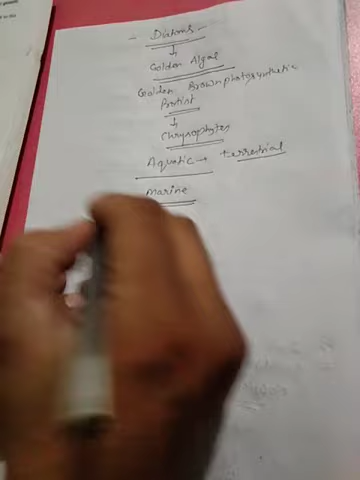 - Diatoms -
Golden Algae
Golden Brown photosynthetic
Protist
Chrysophytes
Aquatic → terrestrial
Marine